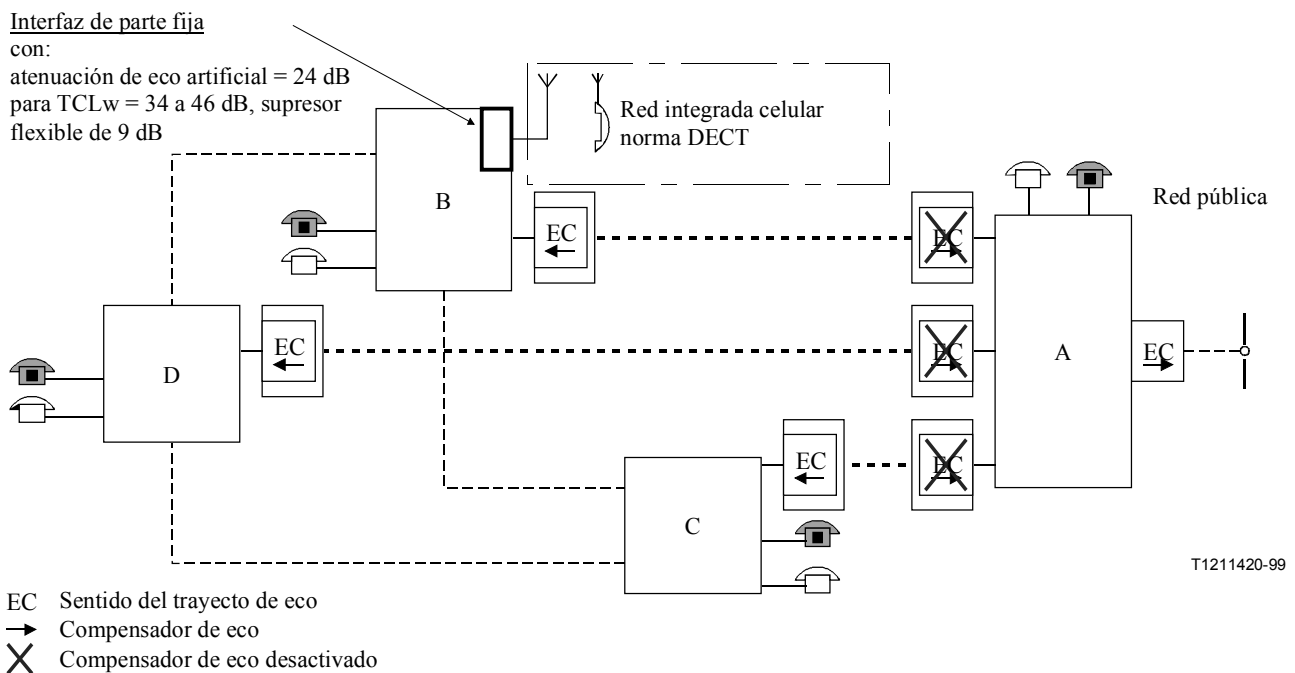 Interfaz de parte fija
con:
atenuación de eco artificial = 24 dB
para TCLw = 34 a 46 dB, supresor
flexible de 9 dB
Red integrada celular
norma DECT
B
EC
EC
Red pública
D
EC
EC
A
EC
C
EC
EC
T1211420-99
EC Sentido del trayecto de eco
Compensador de eco
Compensador de eco desactivado